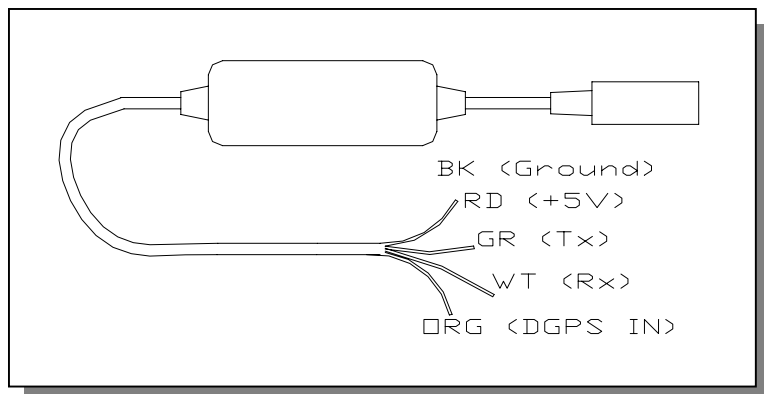 BK (Ground)
RD (+5V)
GR (Tx)
WT (Rx)
ORG (DGPS IN)